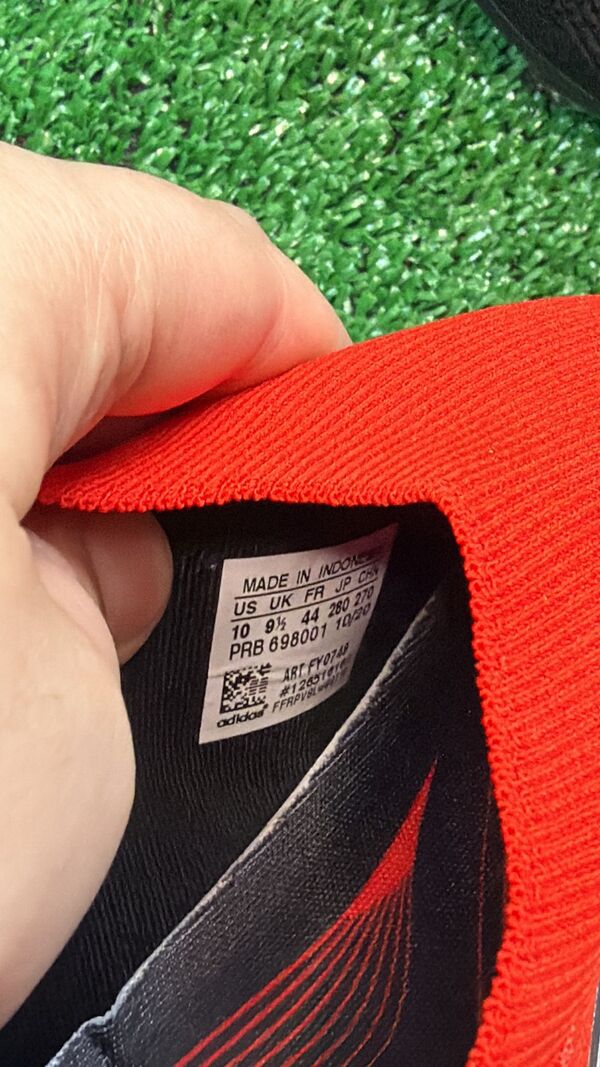 MADE IN INDONESIA
US UK FR JP CHN
10 9½ 44 280 270
PRB 698001 10/20
ART FY0748
adidas